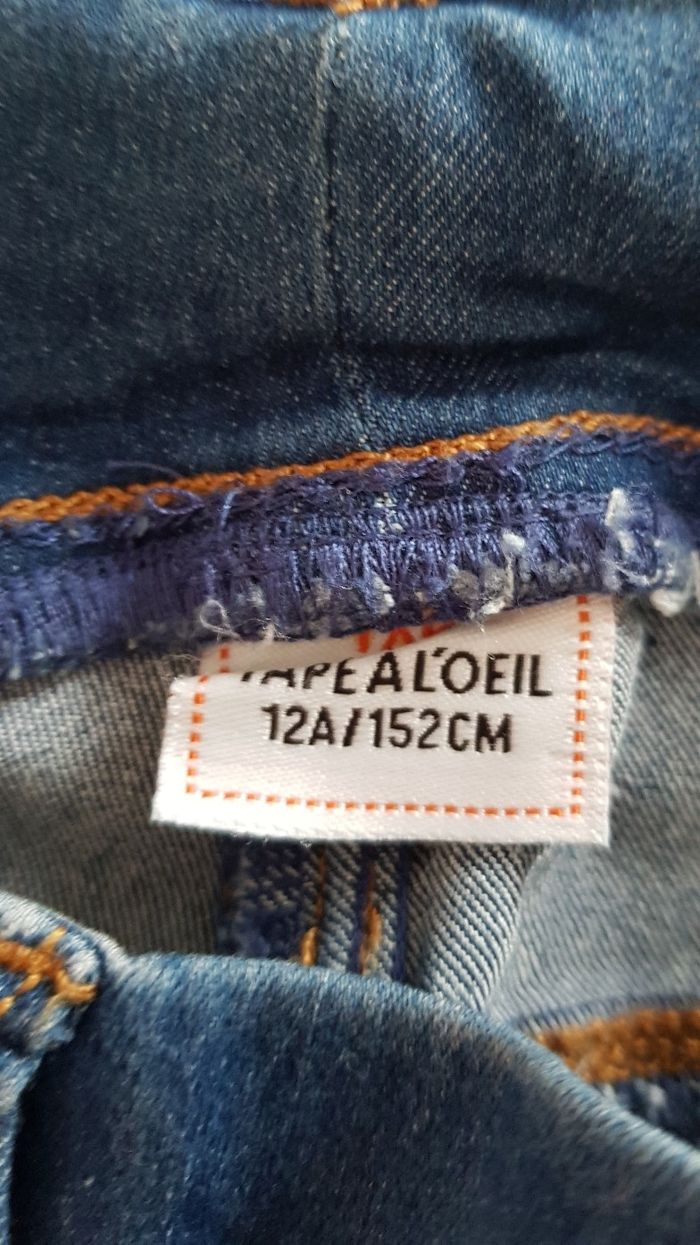 TAPE A L'OEIL
12A/152CM